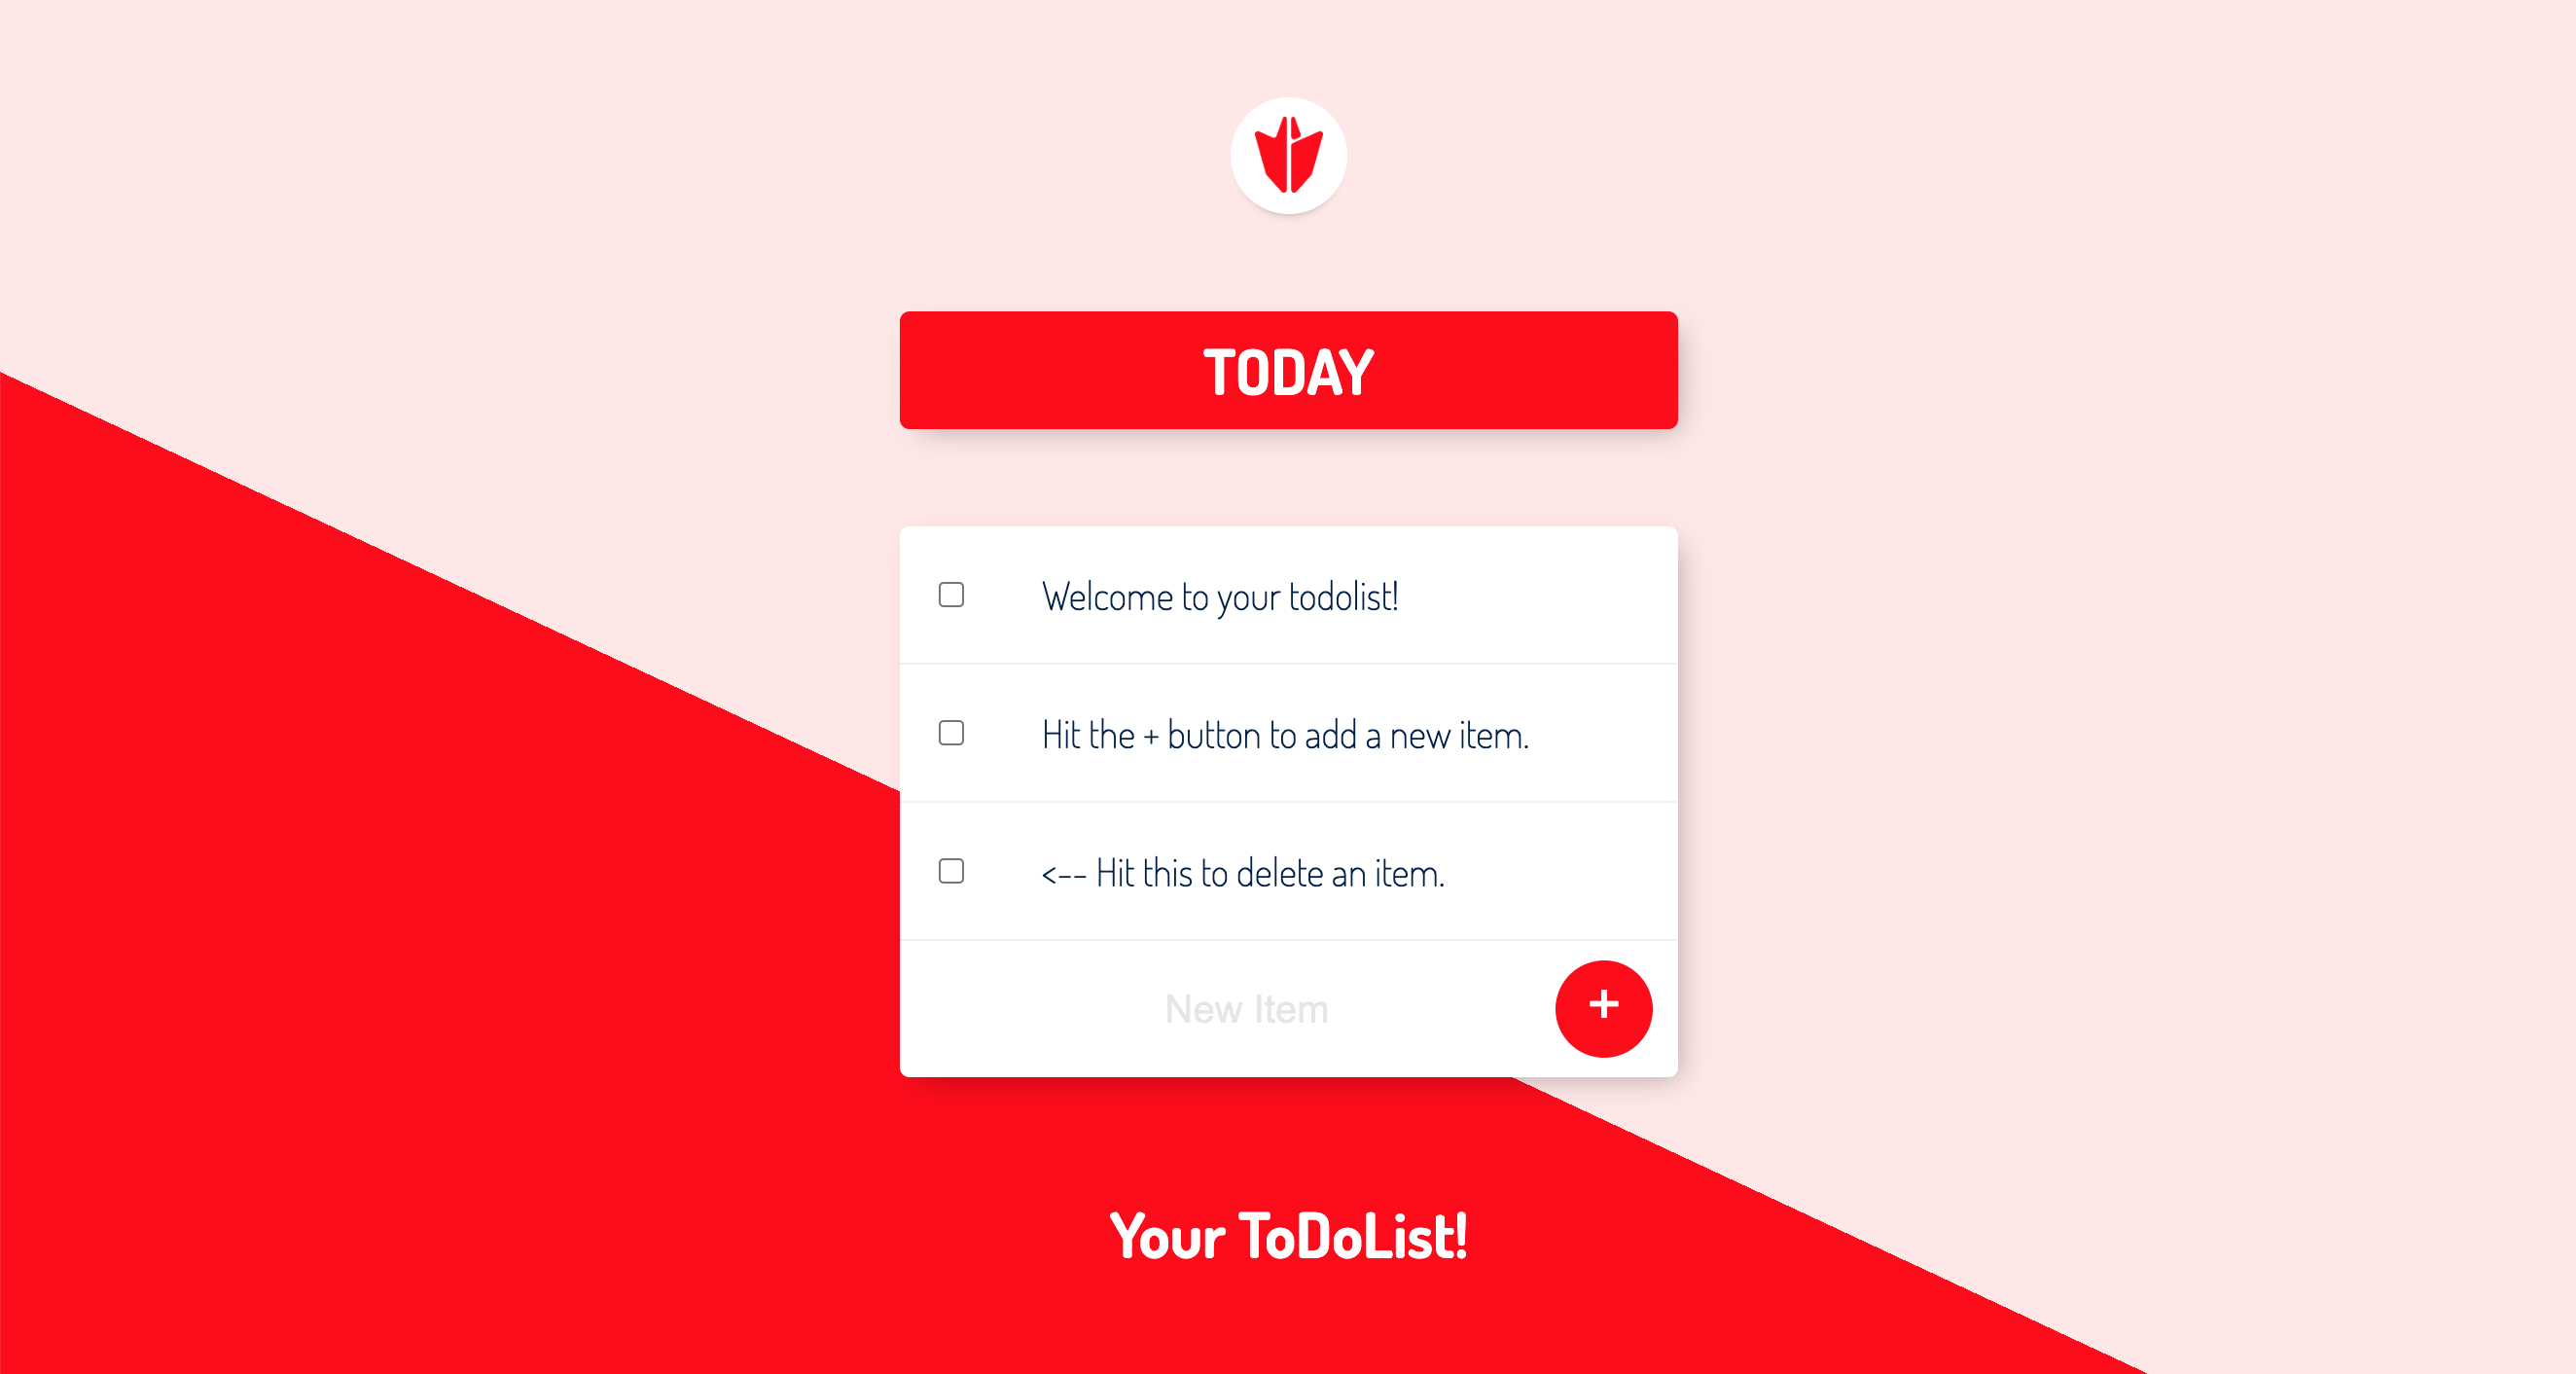 TODAY
Welcome to your todolist!
Hit the + button to add a new item.
<-- Hit this to delete an item.
New Item
+
Your ToDoList!